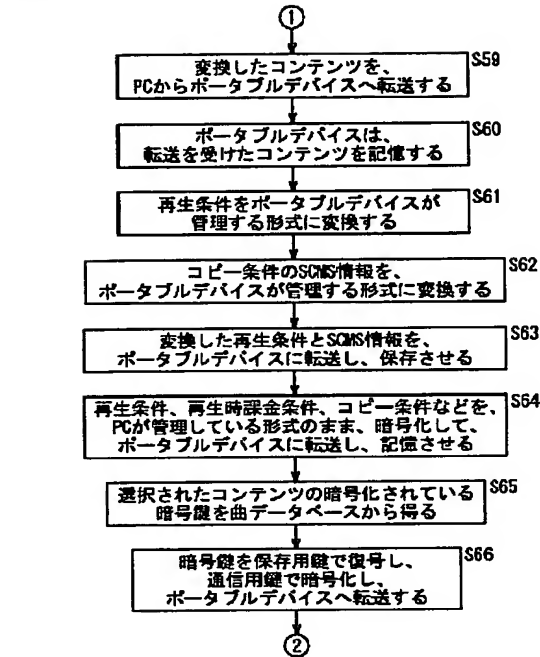 ①
S59
変換したコンテンツを、
PCからポータブルデバイスへ転送する
S60
ポータブルデバイスは、
転送を受けたコンテンツを記憶する
S61
再生条件をポータブルデバイスが
管理する形式に変換する
S62
コピー条件のSCMS情報を、
ポータブルデバイスが管理する形式に変換する
S63
変換した再生条件とSCMS情報を、
ポータブルデバイスに転送し、保存させる
S64
再生条件、再生時課金条件、コピー条件などを、
PCが管理している形式のまま、暗号化して、
ポータブルデバイスに転送し、記憶させる
S65
選択されたコンテンツの暗号化されている
暗号鍵を曲データベースから得る
S66
暗号鍵を保存用鍵で復号し、
通信用鍵で暗号化し、
ポータブルデバイスへ転送する
②